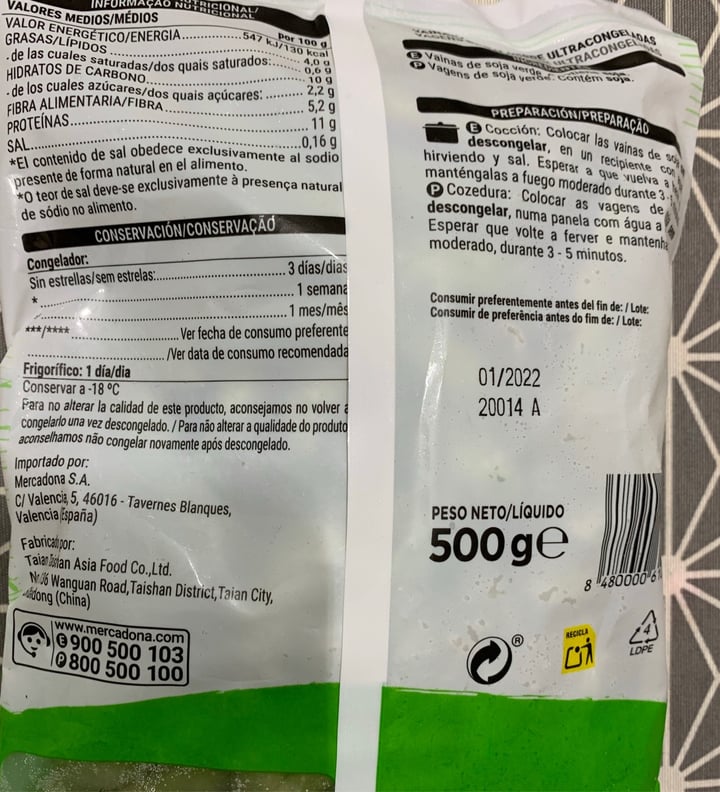 INFORMAÇÃO NUTRICIONAL
VALORES MEDIOS/MÉDIOS
por 100 g
VALOR ENERGÉTICO/ENERGIA 547 kJ/130 kcal
GRASAS/LÍPIDOS 4,0 g
- de las cuales saturadas/dos quais saturados: 0,6 g
HIDRATOS DE CARBONO 10 g
- de los cuales azúcares/dos quais açúcares: 2,2 g
FIBRA ALIMENTARIA/FIBRA 5,2 g
PROTEÍNAS 11 g
SAL 0,16 g
*El contenido de sal obedece exclusivamente al sodio
presente de forma natural en el alimento.
*O teor de sal deve-se exclusivamente à presença natural
de sódio no alimento.
CONSERVACIÓN/CONSERVAÇÃO
Congelador:
Sin estrellas/sem estrelas: 3 días/dias
* 1 semana
1 mes/mês
***/**** Ver fecha de consumo preferente
/Ver data de consumo recomendada
Frigorífico: 1 día/dia
Conservar a -18 ºC
Para no alterar la calidad de este producto, aconsejamos no volver a
congelarlo una vez descongelado. / Para não alterar a qualidade do produto
aconselhamos não congelar novamente após descongelado.
Importado por:
Mercadona S.A.
C/ Valencia, 5, 46016 - Tavernes Blanques,
Valencia (España)
Fabricado por:
Asia Food Co.,Ltd.
Wanguan Road, Taishan District, Taian City,
(China)
www.mercadona.com
E 900 500 103
P 800 500 100
ULTRACONGELADAS
E Vainas de soja verde
P Vagens de soja verde. Contém soja.
PREPARACIÓN/PREPARAÇÃO
E Cocción: Colocar las vainas de
descongelar, en un recipiente con
hirviendo y sal. Esperar a que vuelva a
manténgalas a fuego moderado durante 3
P Cozedura: Colocar as vagens de
descongelar, numa panela com água a
Esperar que volte a ferver e mantenha
moderado, durante 3 - 5 minutos.
Consumir preferentemente antes del fin de: / Lote:
Consumir de preferência antes do fim de: / Lote:
01/2022
20014 A
PESO NETO/LÍQUIDO
500 g e
8 480000 61
®
RECICLA
4
LDPE